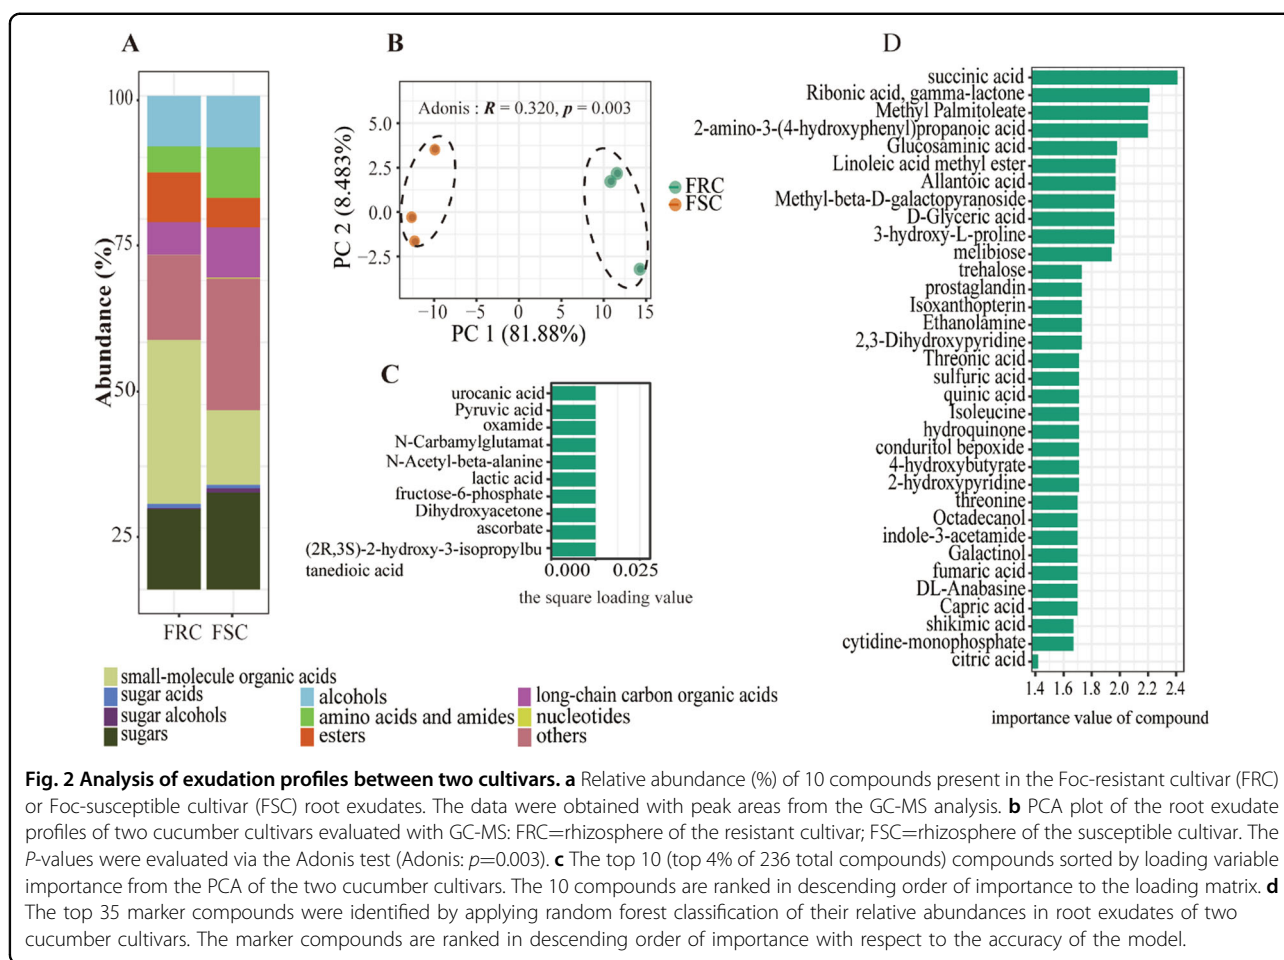 A
100
75
50
25
Abundance (%)
FRC FSC
small-molecule organic acids
sugar acids
sugar alcohols
sugars
alcohols
amino acids and amides
esters
long-chain carbon organic acids
nucleotides
others
B
Adonis : R = 0.320, p = 0.003
5.0
2.5
0.0
−2.5
PC 2 (8.483%)
−10 −5 0 5 10 15
PC 1 (81.88%)
FRC
FSC
C
urocanic acid
Pyruvic acid
oxamide
N-Carbamylglutamat
N-Acetyl-beta-alanine
lactic acid
fructose-6-phosphate
Dihydroxyacetone
ascorbate
(2R,3S)-2-hydroxy-3-isopropylbu
tanedioic acid
0.000 0.025
the square loading value
D
succinic acid
Ribonic acid, gamma-lactone
Methyl Palmitoleate
2-amino-3-(4-hydroxyphenyl)propanoic acid
Glucosaminic acid
Linoleic acid methyl ester
Allantoic acid
Methyl-beta-D-galactopyranoside
D-Glyceric acid
3-hydroxy-L-proline
melibiose
trehalose
prostaglandin
Isoxanthopterin
Ethanolamine
2,3-Dihydroxypyridine
Threonic acid
sulfuric acid
quinic acid
Isoleucine
hydroquinone
conduritol bepoxide
4-hydroxybutyrate
2-hydroxypyridine
threonine
Octadecanol
indole-3-acetamide
Galactinol
fumaric acid
DL-Anabasine
Capric acid
shikimic acid
cytidine-monophosphate
citric acid
1.4 1.6 1.8 2.0 2.2 2.4
importance value of compound
Fig. 2 Analysis of exudation profiles between two cultivars. a Relative abundance (%) of 10 compounds present in the Foc-resistant cultivar (FRC)
or Foc-susceptible cultivar (FSC) root exudates. The data were obtained with peak areas from the GC-MS analysis. b PCA plot of the root exudate
profiles of two cucumber cultivars evaluated with GC-MS: FRC=rhizosphere of the resistant cultivar; FSC=rhizosphere of the susceptible cultivar. The
P-values were evaluated via the Adonis test (Adonis: p=0.003). c The top 10 (top 4% of 236 total compounds) compounds sorted by loading variable
importance from the PCA of the two cucumber cultivars. The 10 compounds are ranked in descending order of importance to the loading matrix. d
The top 35 marker compounds were identified by applying random forest classification of their relative abundances in root exudates of two
cucumber cultivars. The marker compounds are ranked in descending order of importance with respect to the accuracy of the model.